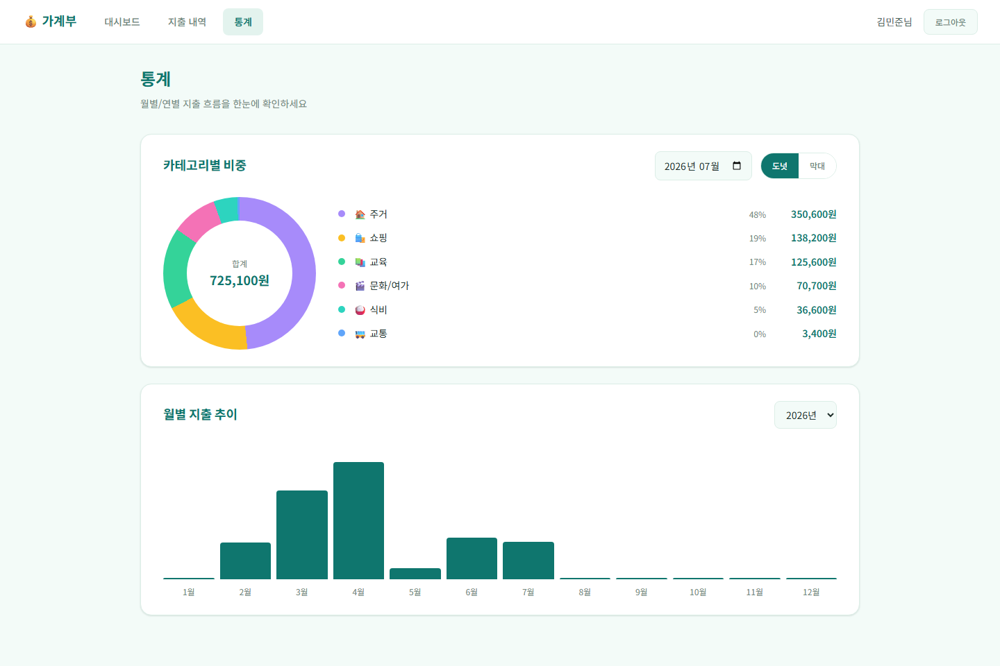 가계부 대시보드 지출 내역 통계 김민준님 로그아웃
통계
월별/연별 지출 흐름을 한눈에 확인하세요
카테고리별 비중 2026년 07월 도넛 막대
합계
725,100원
주거 48% 350,600원
쇼핑 19% 138,200원
교육 17% 125,600원
문화/여가 10% 70,700원
식비 5% 36,600원
교통 0% 3,400원
월별 지출 추이 2026년
1월 2월 3월 4월 5월 6월 7월 8월 9월 10월 11월 12월